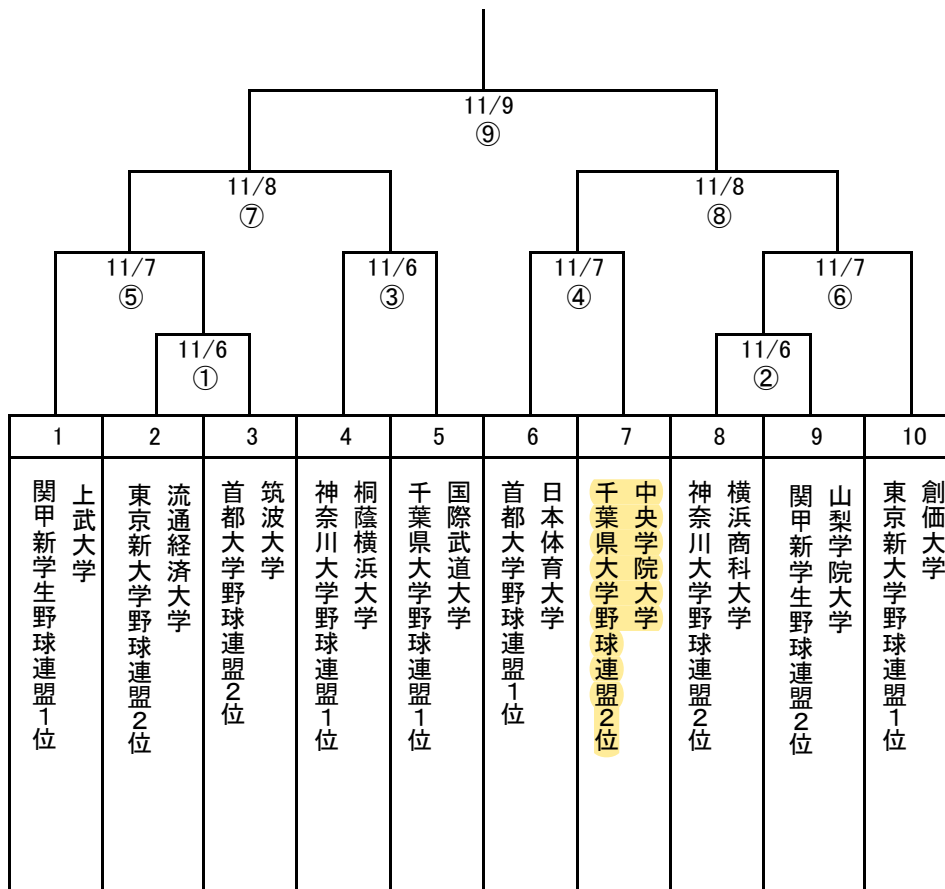 11/9
⑨
11/8
⑦
11/8
⑧
11/7
⑤
11/6
③
11/7
④
11/7
⑥
11/6
①
11/6
②
1
2
3
4
5
6
7
8
9
10
上武大学
関甲新学生野球連盟1位
流通経済大学
東京新大学野球連盟2位
筑波大学
首都大学野球連盟2位
桐蔭横浜大学
神奈川大学野球連盟1位
国際武道大学
千葉県大学野球連盟1位
日本体育大学
首都大学野球連盟1位
中央学院大学
千葉県大学野球連盟2位
横浜商科大学
神奈川大学野球連盟2位
山梨学院大学
関甲新学生野球連盟2位
創価大学
東京新大学野球連盟1位